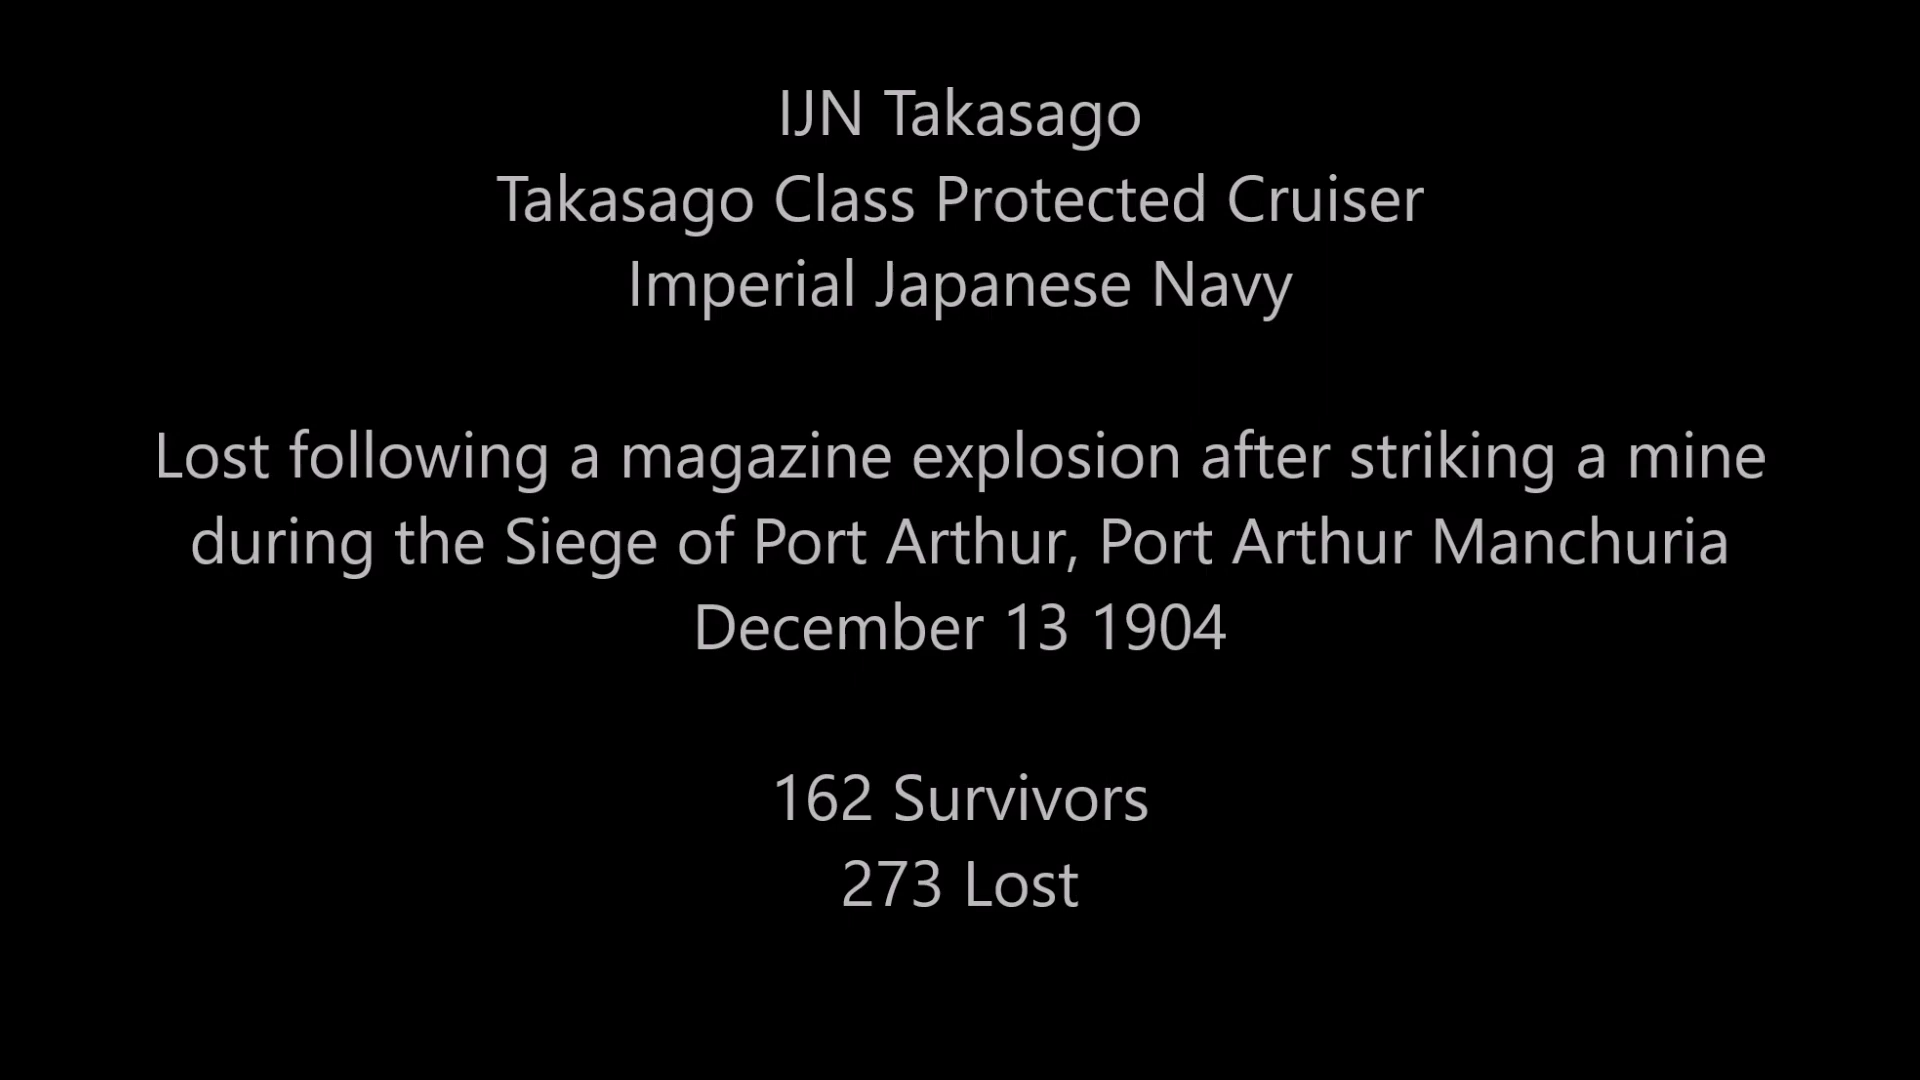 IJN Takasago
Takasago Class Protected Cruiser
Imperial Japanese Navy
Lost following a magazine explosion after striking a mine
during the Siege of Port Arthur, Port Arthur Manchuria
December 13 1904
162 Survivors
273 Lost